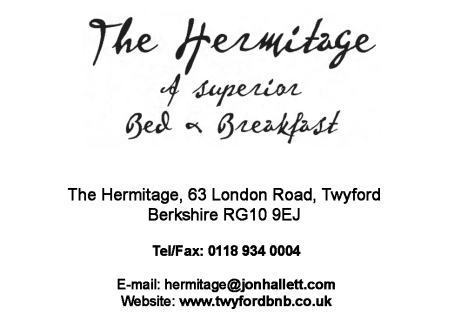 The Hermitage
A superior
Bed & Breakfast
The Hermitage, 63 London Road, Twyford
Berkshire RG10 9EJ
Tel/Fax: 0118 934 0004
E-mail: hermitage@jonhallett.com
Website: www.twyfordbnb.co.uk